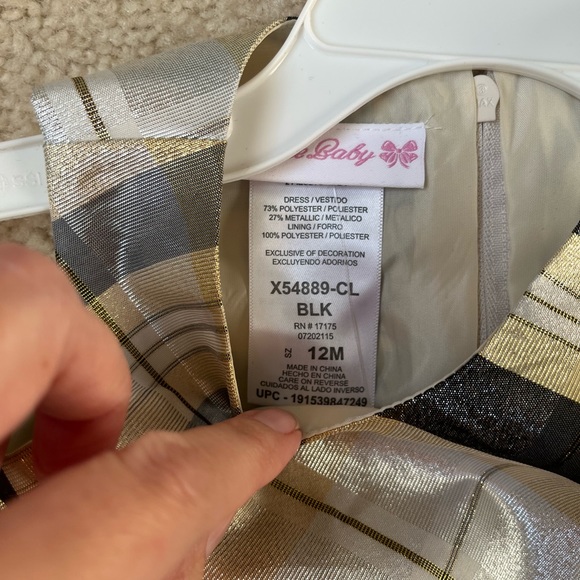 Baby
DRESS / VESTIDO
73% POLYESTER / POLIESTER
27% METALLIC / METALICO
LINING / FORRO
100% POLYESTER / POLIESTER
EXCLUSIVE OF DECORATION
EXCLUYENDO ADORNOS
X54889-CL
BLK
RN # 17175
07202115
SZ 12M
MADE IN CHINA
HECHO EN CHINA
CARE ON REVERSE
CUIDADOS AL LADO INVERSO
UPC - 191539847249